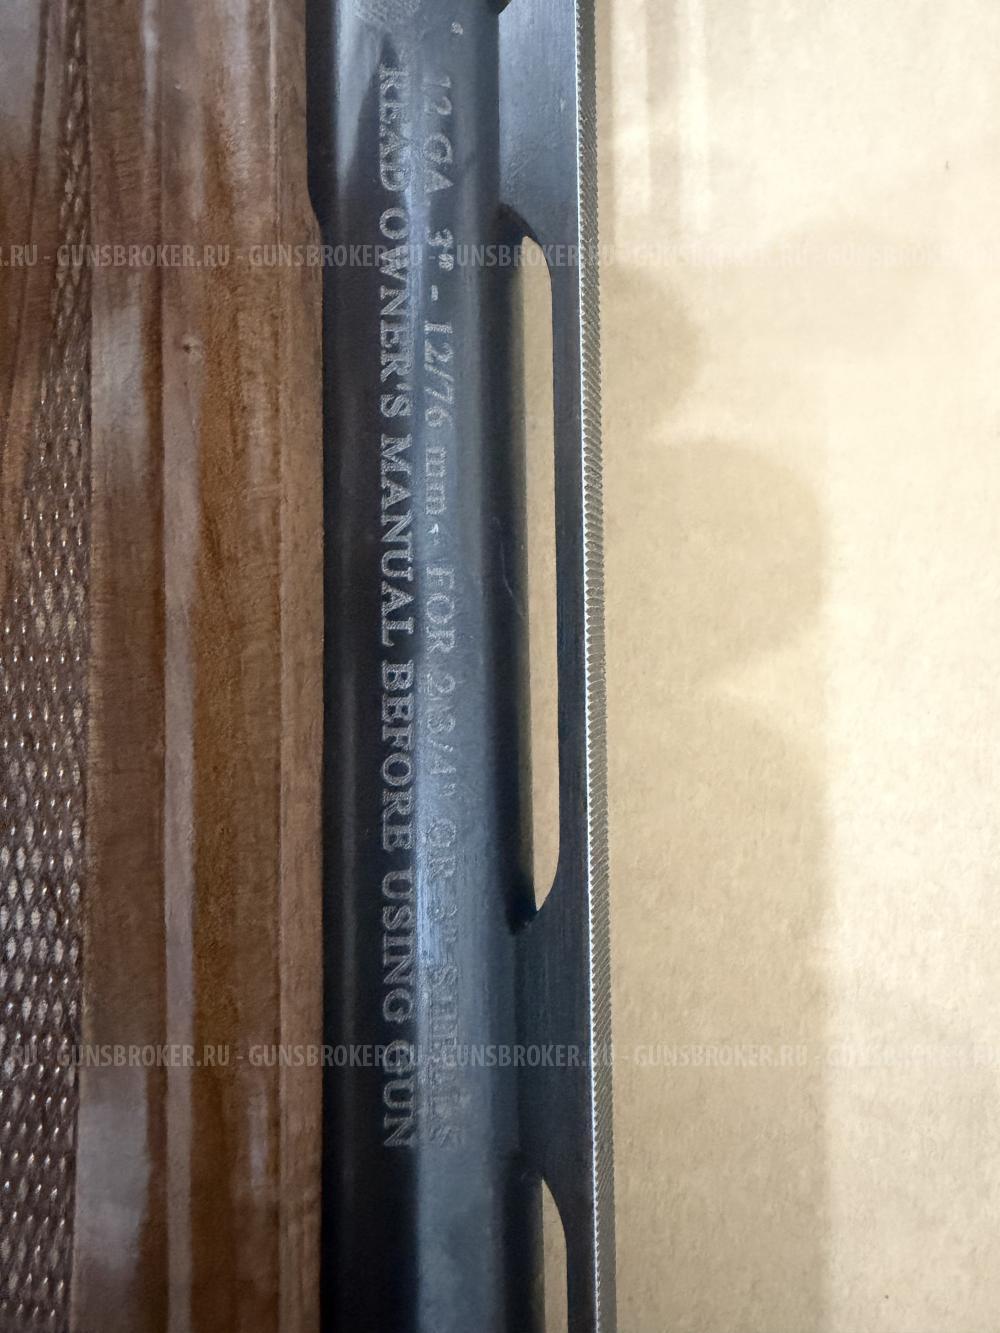 12 GA 3" - 12/76 mm - FOR 2 3/4" OR 3" SHELLS
READ OWNER'S MANUAL BEFORE USING GUN
.RU - GUNSBROKER.RU - GUNSBROKER.RU - GUNSBROKER.RU - GUNSBROKER.RU - GUNSBROKER.RU
RU - GUNSBROKER.RU - GUNSBROKER.RU - GUNSBROKER.RU - GUNSBROKER.RU - GUNSBROKER.RU